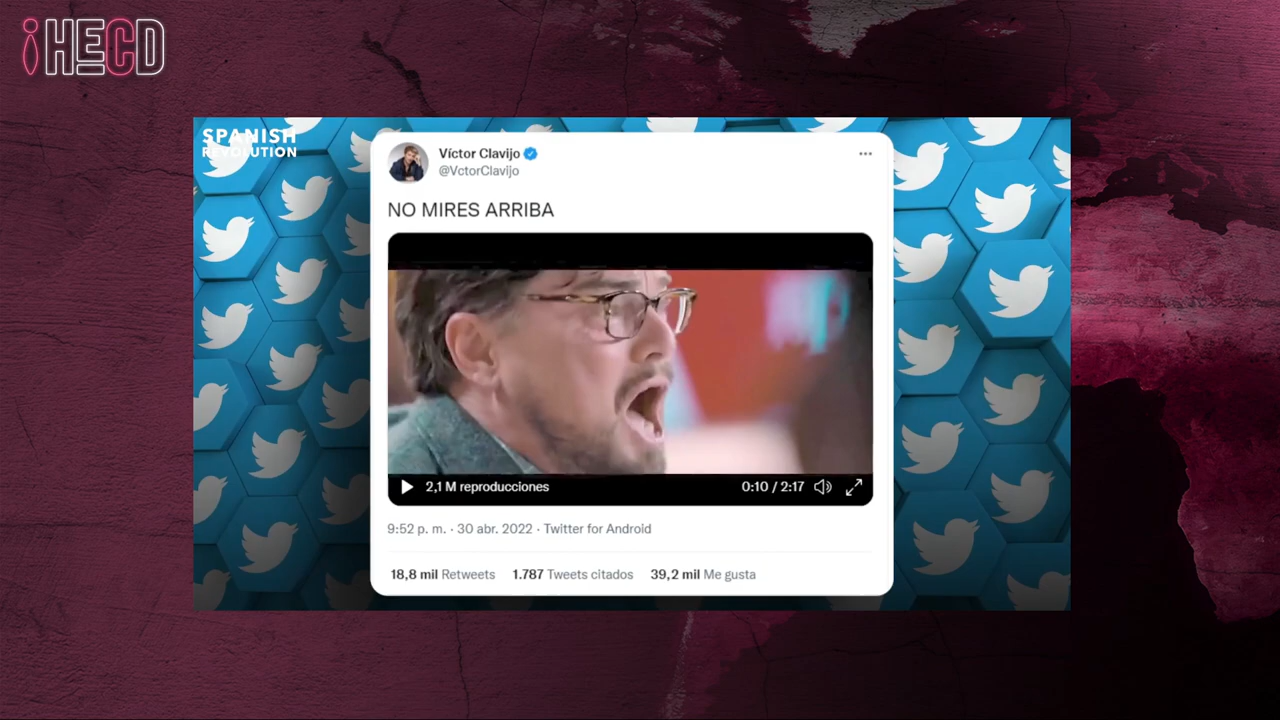 iHECD
SPANISH
REVOLUTION
Víctor Clavijo
@VctorClavijo
NO MIRES ARRIBA
2,1 M reproducciones
0:10 / 2:17
9:52 p. m. · 30 abr. 2022 · Twitter for Android
18,8 mil Retweets 1.787 Tweets citados 39,2 mil Me gusta